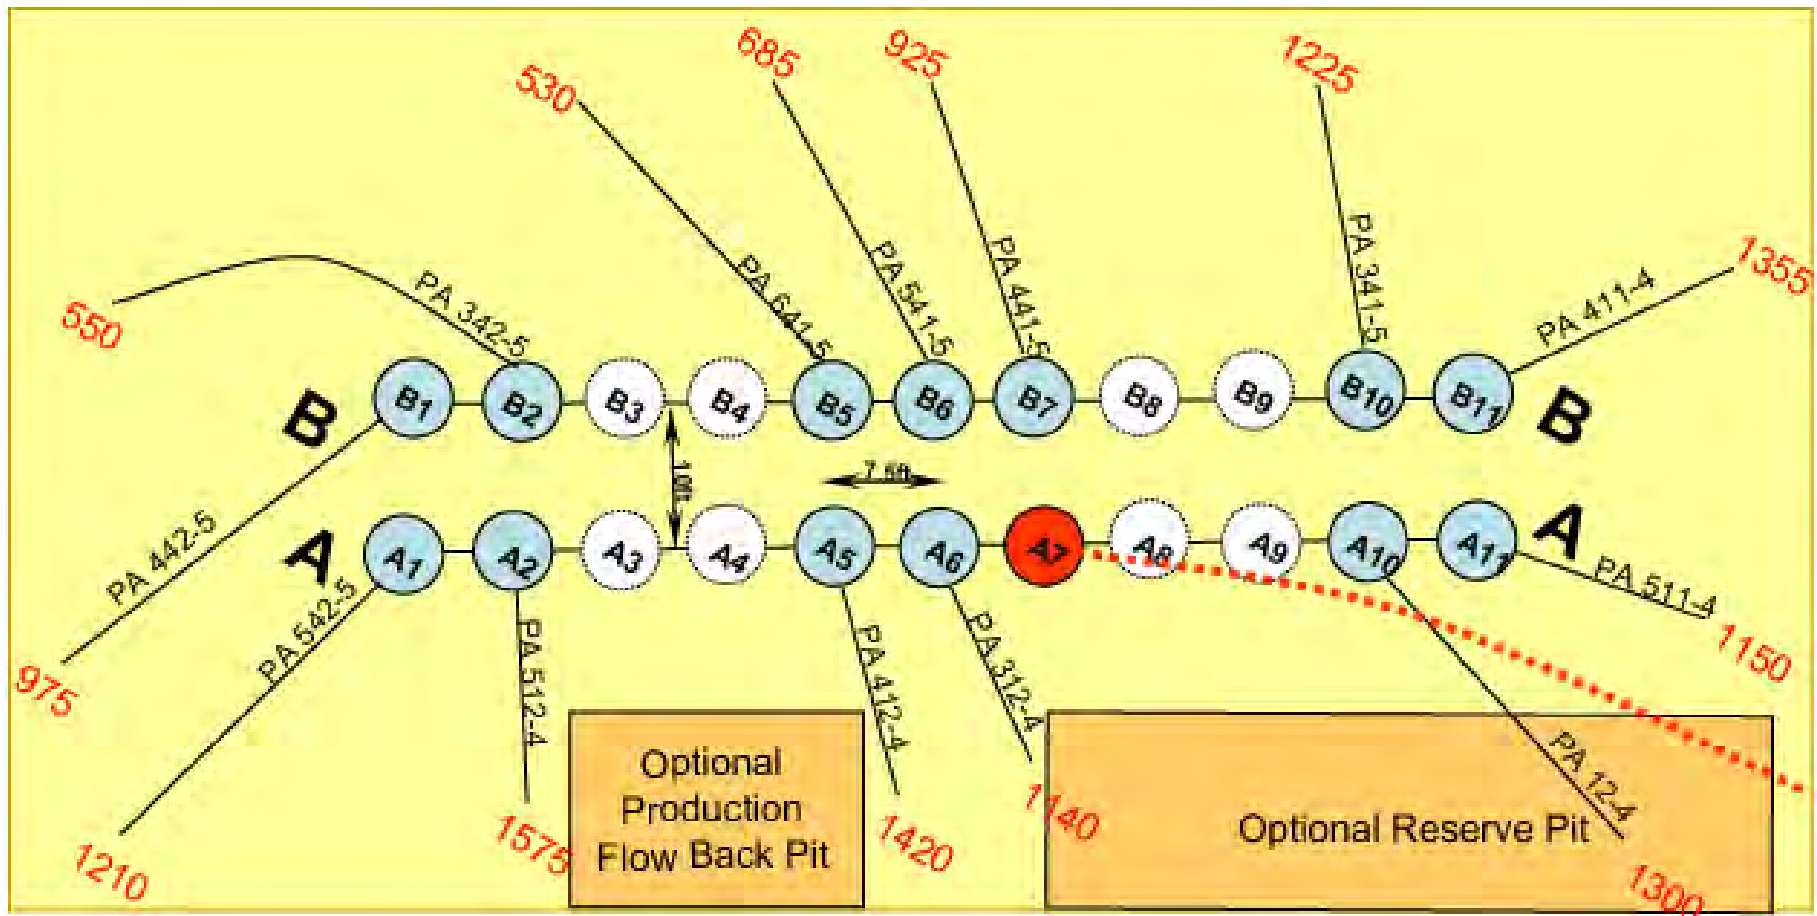 530
685
925
1225
1355
550
PA 342-5
PA 641-5
PA 541-5
PA 441-5
PA 341-5
PA 411-4
B
B1
B2
B3
B4
B5
B6
B7
B8
B9
B10
B11
B
10ft
7.5ft
A
A1
A2
A3
A4
A5
A6
A7
A8
A9
A10
A11
A
PA 442-5
PA 542-5
PA 512-4
PA 412-4
PA 312-4
PA 12-4
PA 511-4
975
1210
1575
1420
1140
1300
1150
Optional
Production
Flow Back Pit
Optional Reserve Pit